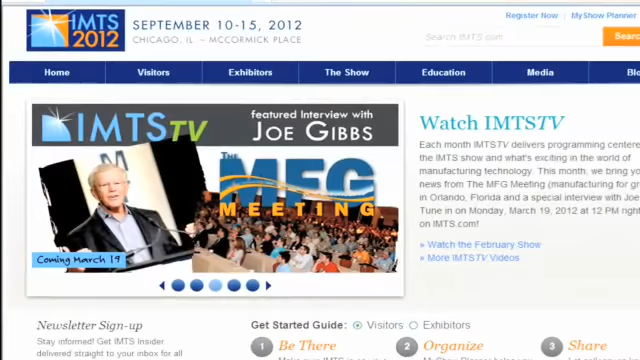 IMTS
2012
SEPTEMBER 10-15, 2012
CHICAGO, IL. – McCORMICK PLACE
Register Now | MyShow Planner
Search IMTS.com
Searc
Home
Visitors
Exhibitors
The Show
Education
Media
Blo
IMTSTV
featured Interview with
JOE GIBBS
THE
MFG
MEETING
Coming March 19
Watch IMTSTV
Each month IMTSTV delivers programming centere
the IMTS show and what's exciting in the world of
manufacturing technology. This month, we bring yo
news from The MFG Meeting (manufacturing for g
in Orlando, Florida and a special interview with Joe
Tune in on Monday, March 19, 2012 at 12 PM righ
on IMTS.com!
» Watch the February Show
» More IMTSTV Videos
Newsletter Sign-up
Stay informed! Get IMTS Insider
delivered straight to your inbox for all
Get Started Guide: Visitors Exhibitors
1 Be There
2 Organize
3 Share